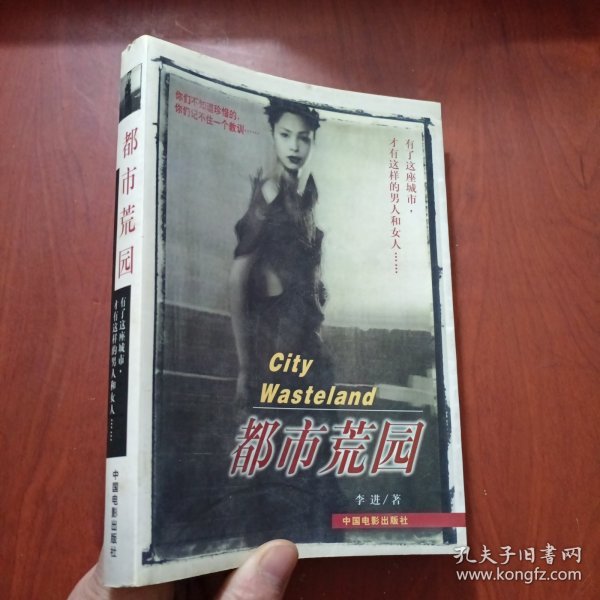 都市荒园
有了这座城市,
才有这样的男人和女人……
中国电影出版社
你们不知道珍惜的,
你们记不住一个教训……
有了这座城市,
才有这样的男人和女人……
City
Wasteland
都市荒园
李进/著
中国电影出版社
孔夫子旧书网
www.kongfz.com